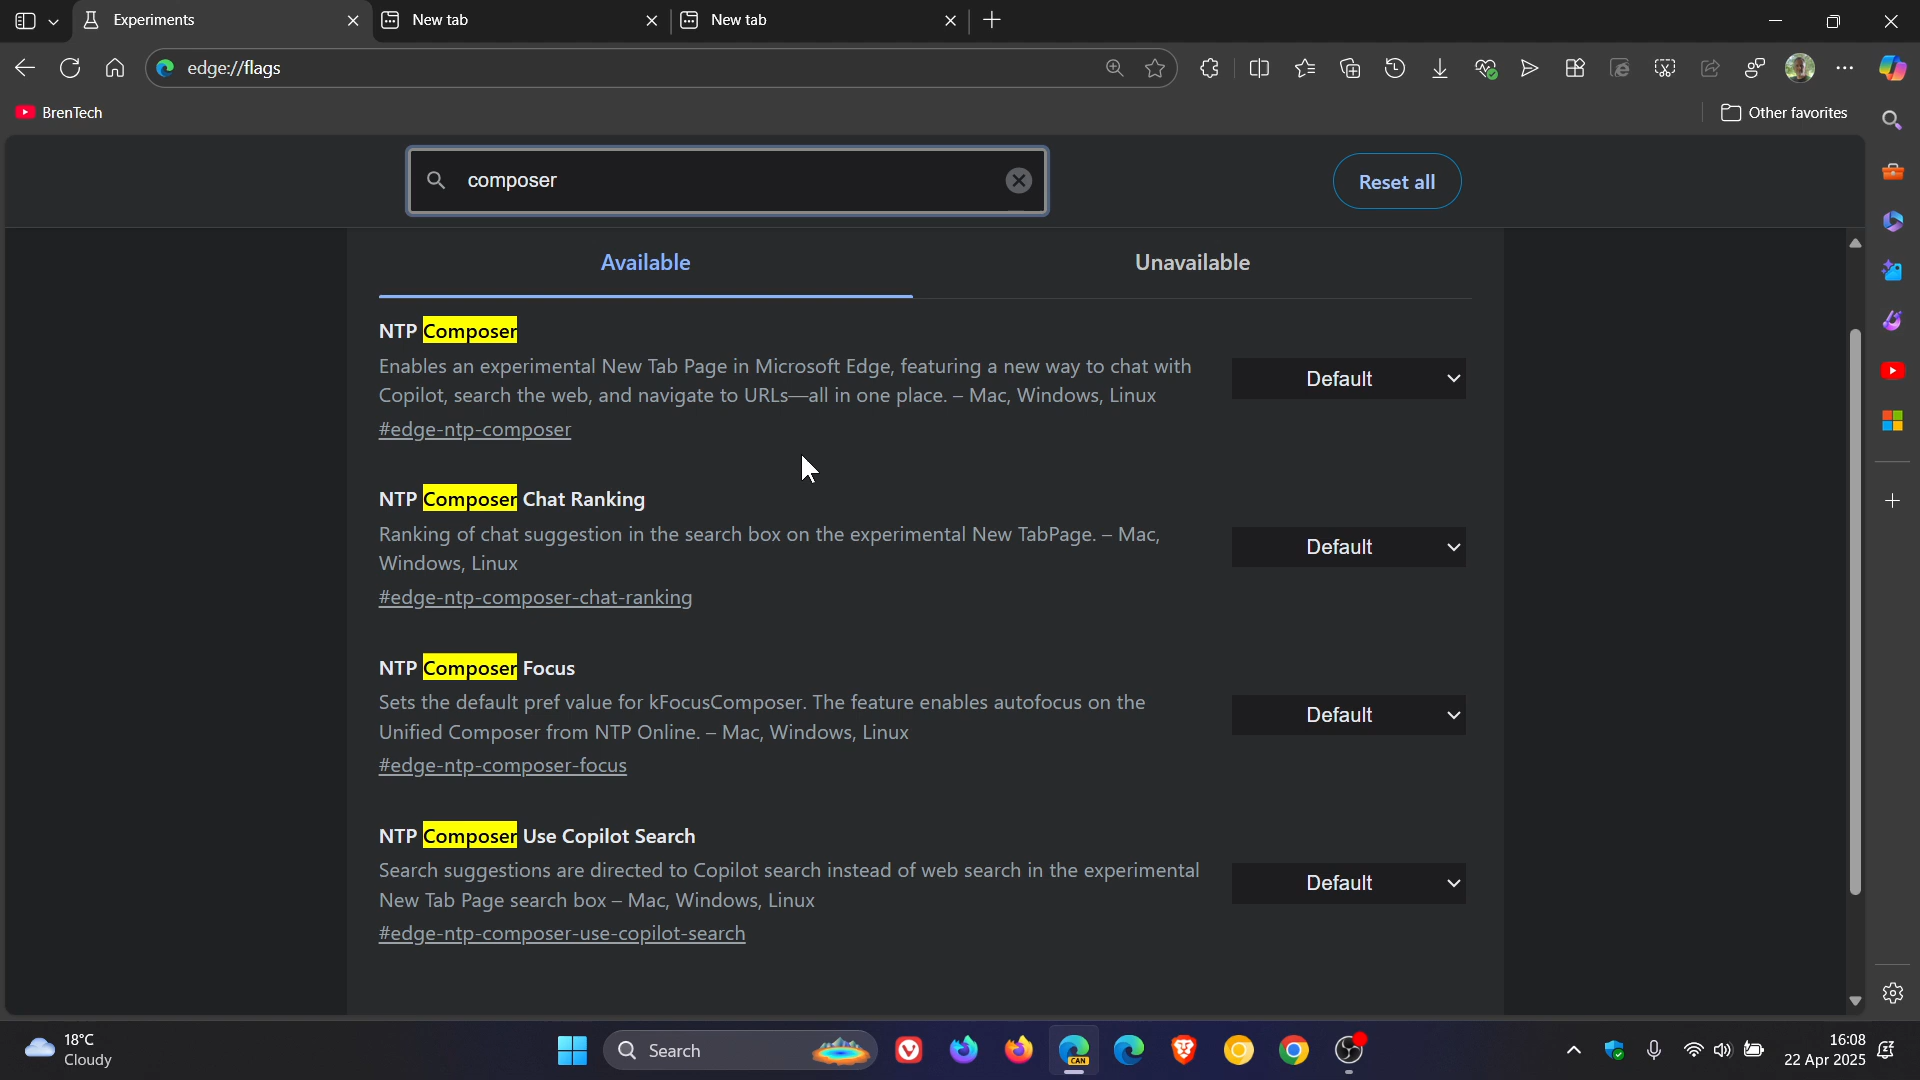 Experiments
New tab
New tab
edge://flags
BrenTech
Other favorites
composer
Reset all
Available
Unavailable
NTP Composer
Enables an experimental New Tab Page in Microsoft Edge, featuring a new way to chat with
Copilot, search the web, and navigate to URLs—all in one place. – Mac, Windows, Linux
#edge-ntp-composer
Default
NTP Composer Chat Ranking
Ranking of chat suggestion in the search box on the experimental New TabPage. – Mac,
Windows, Linux
#edge-ntp-composer-chat-ranking
Default
NTP Composer Focus
Sets the default pref value for kFocusComposer. The feature enables autofocus on the
Unified Composer from NTP Online. – Mac, Windows, Linux
#edge-ntp-composer-focus
Default
NTP Composer Use Copilot Search
Search suggestions are directed to Copilot search instead of web search in the experimental
New Tab Page search box – Mac, Windows, Linux
#edge-ntp-composer-use-copilot-search
Default
18°C
Cloudy
Search
CAN
16:08
22 Apr 2025